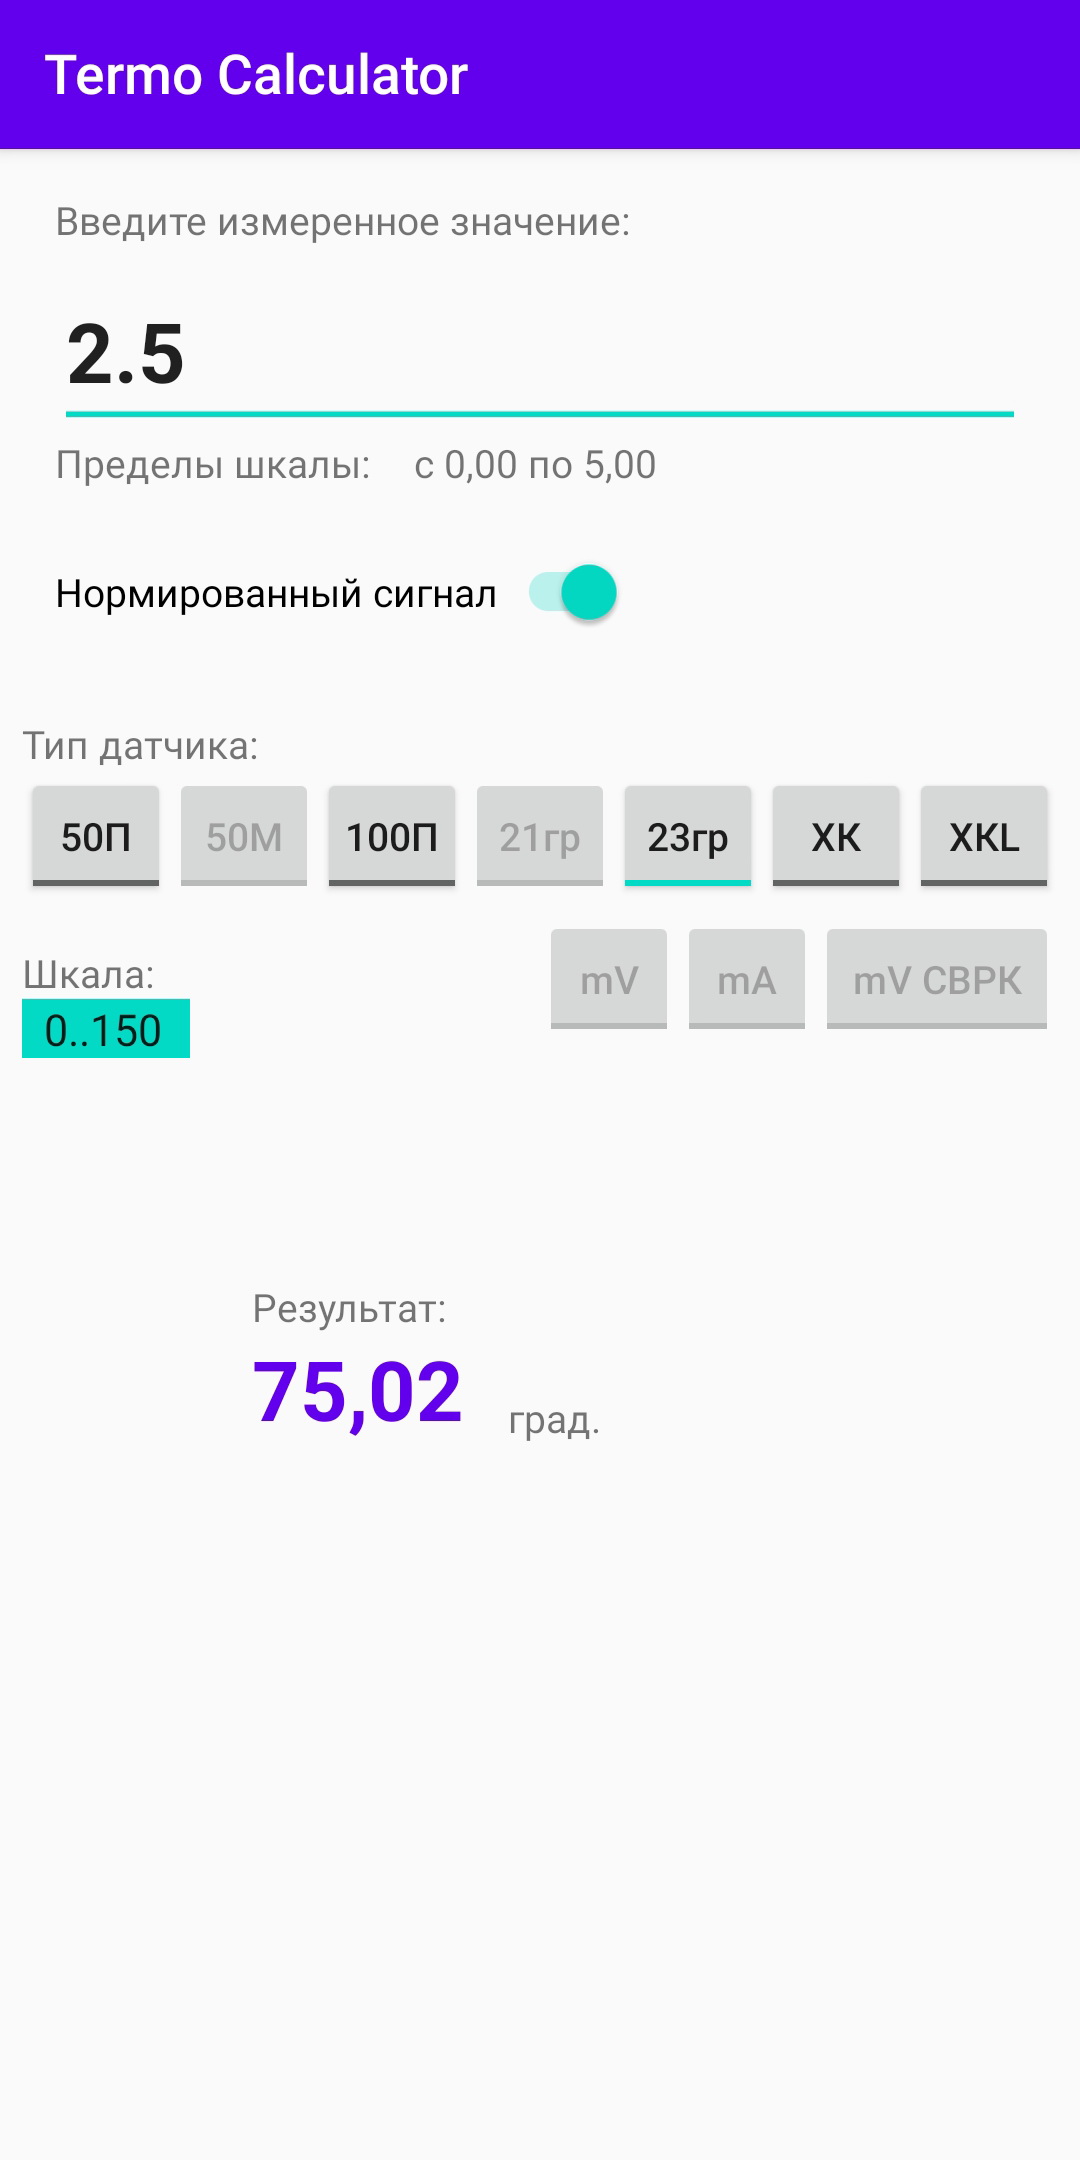 Termo Calculator
Введите измеренное значение:
2.5
Пределы шкалы: с 0,00 по 5,00
Нормированный сигнал
Тип датчика:
50П 50М 100П 21гр 23гр ХК ХКL
mV mA mV СВРК
Шкала:
0..150
Результат:
75,02 град.